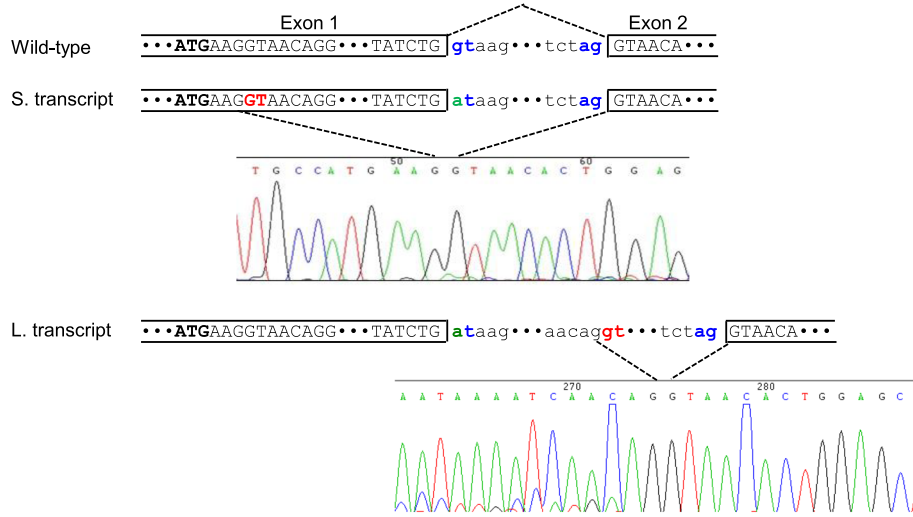 Exon 1 Exon 2
Wild-type •••ATGAAGGTAACAGG•••TATCTG gtaag•••tctag GTAACA•••
S. transcript •••ATGAAGGTAACAGG•••TATCTG ataag•••tctag GTAACA•••
50 60
T G C C A T G A A G G T A A C A C T G G A G
L. transcript •••ATGAAGGTAACAGG•••TATCTG ataag•••aacaggt•••tctag GTAACA•••
270 280
A A T A A A A T C A A C A G G T A A C A C T G G A G C